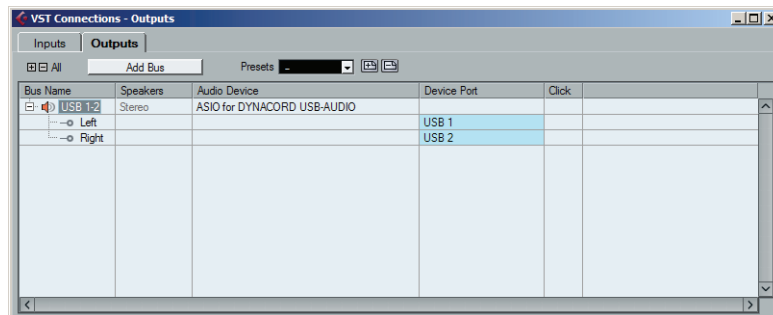 VST Connections - Outputs
Inputs Outputs
All Add Bus Presets -
Bus Name Speakers Audio Device Device Port Click
USB 1-2 Stereo ASIO for DYNACORD USB-AUDIO
Left USB 1
Right USB 2